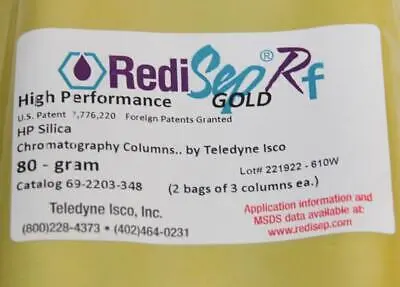 RediSep® Rf
High Performance GOLD
U.S. Patent ?,776,220 Foreign Patents Granted
HP Silica
Chromatography Columns.. by Teledyne Isco
80 - gram
Lot# 221922 - 610W
Catalog 69-2203-348 (2 bags of 3 columns ea.)
Teledyne Isco, Inc.
(800)228-4373 • (402)464-0231
Application information and
MSDS data available at:
www.redisep.com